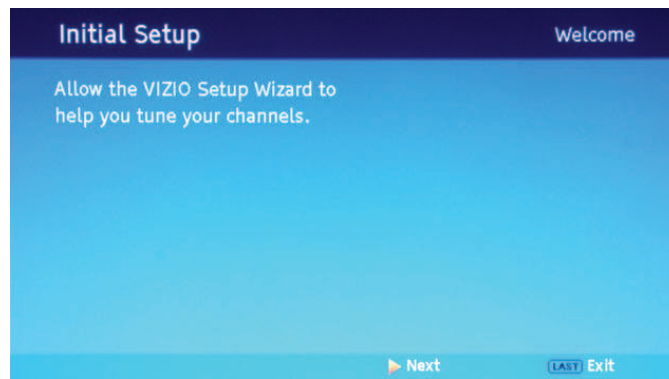 Initial Setup Welcome
Allow the VIZIO Setup Wizard to
help you tune your channels.
Next LAST Exit